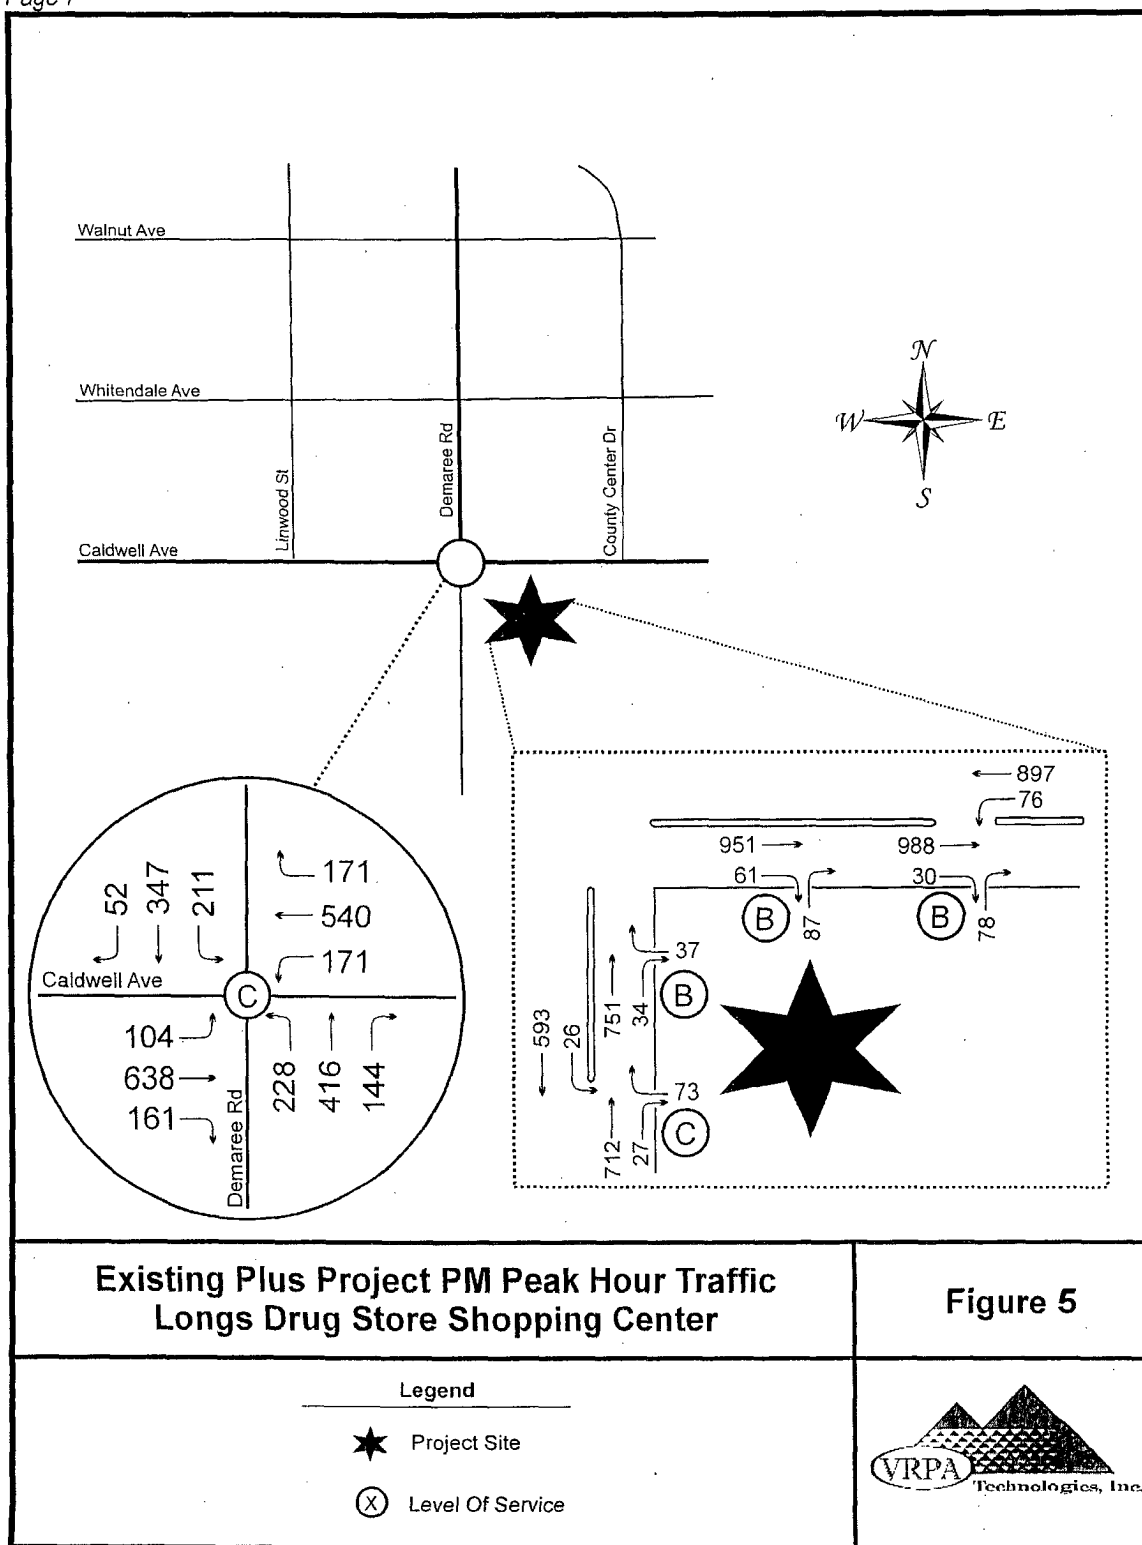 Page 1
Walnut Ave
Whitendale Ave
Linwood St
Demaree Rd
County Center Dr
Caldwell Ave
N
W
E
S
52
347
211
171
540
171
Caldwell Ave
C
104
638
161
228
416
144
Demaree Rd
897
76
951
988
61
30
B
87
B
78
37
B
751
34
593
26
73
C
712
27
Existing Plus Project PM Peak Hour Traffic
Longs Drug Store Shopping Center
Figure 5
Legend
Project Site
X
Level Of Service
VRPA
Technologies, Inc.